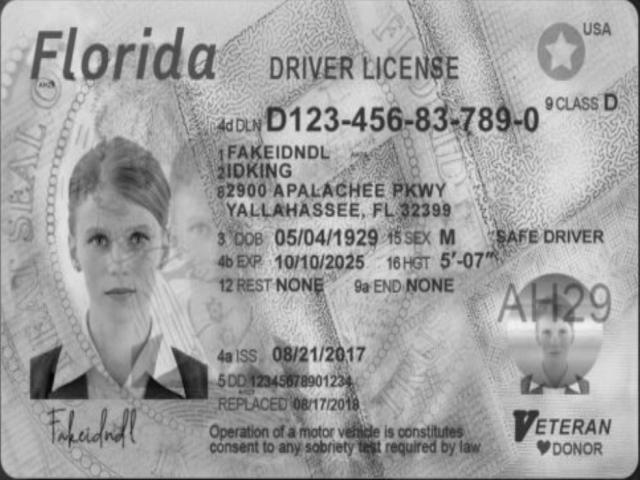 Florida
USA
DRIVER LICENSE
9 CLASS D
4d DLN D123-456-83-789-0
1 FAKEIDNDL
2 IDKING
8 2900 APALACHEE PKWY
YALLAHASSEE, FL 32399
3 DOB 05/04/1929 15 SEX M SAFE DRIVER
4b EXP 10/10/2025 16 HGT 5'-07"
12 REST NONE 9a END NONE
AH29
4a ISS 08/21/2017
5 DD 12345678901234
REPLACED 08/17/2018
Fakeidndl
VETERAN
DONOR
Operation of a motor vehicle is constitutes
consent to any sobriety test required by law